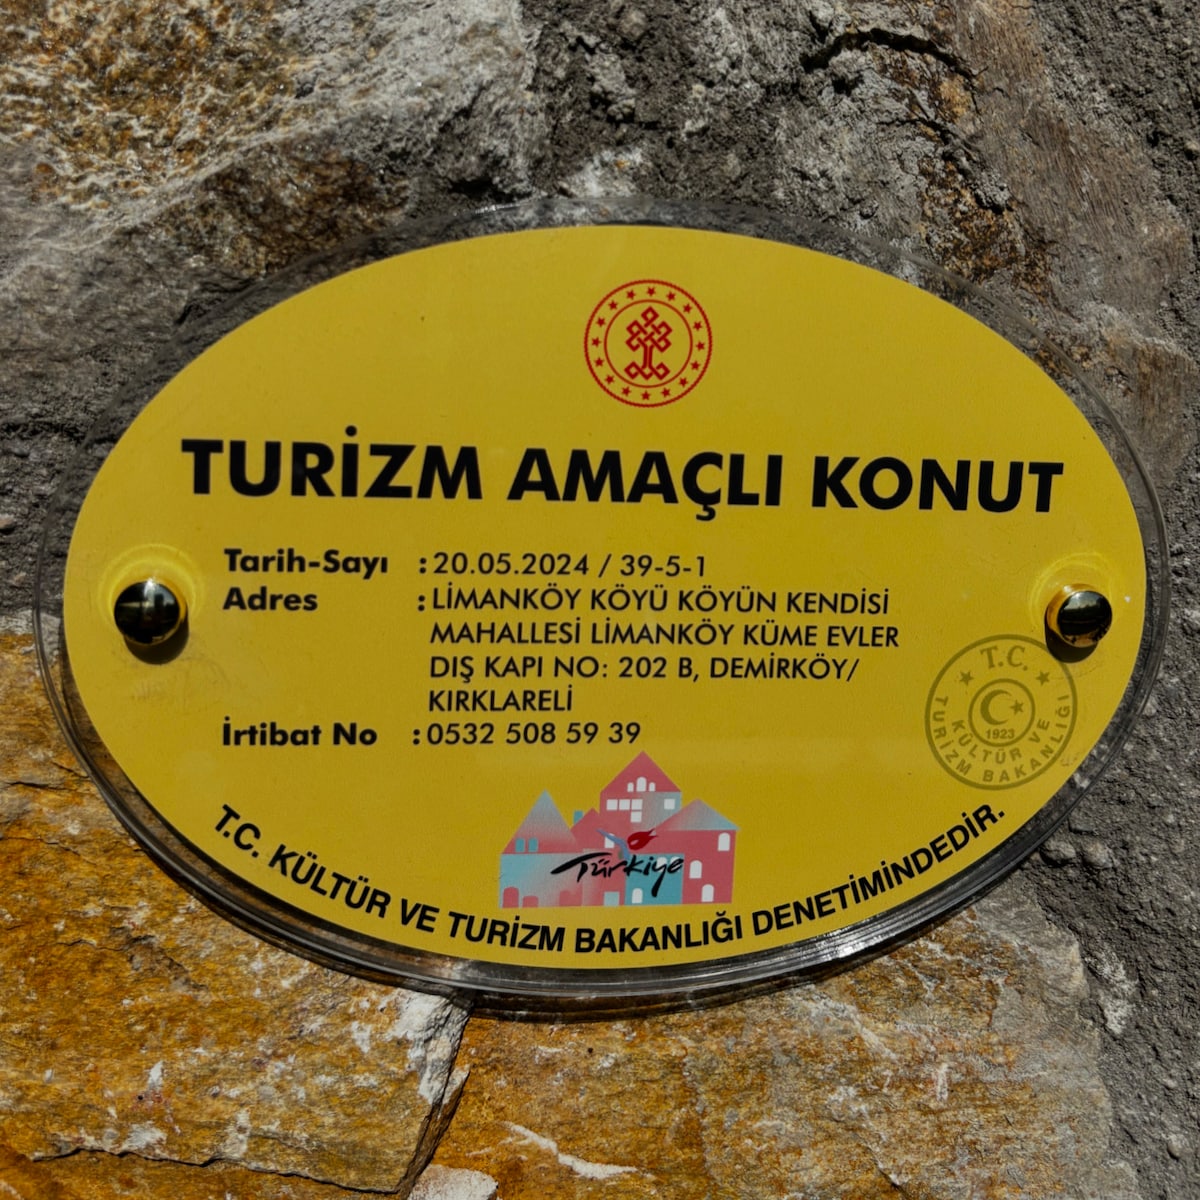 TURİZM AMAÇLI KONUT
Tarih-Sayı : 20.05.2024 / 39-5-1
Adres : LİMANKÖY KÖYÜ KÖYÜN KENDİSİ
MAHALLESİ LİMANKÖY KÜME EVLER
DIŞ KAPI NO: 202 B, DEMİRKÖY/
KIRKLARELİ
İrtibat No : 0532 508 59 39
T.C.
1923
KÜLTÜR VE
TURİZM BAKANLIĞI
Türkiye
T.C. KÜLTÜR VE TURİZM BAKANLIĞI DENETİMİNDEDİR.